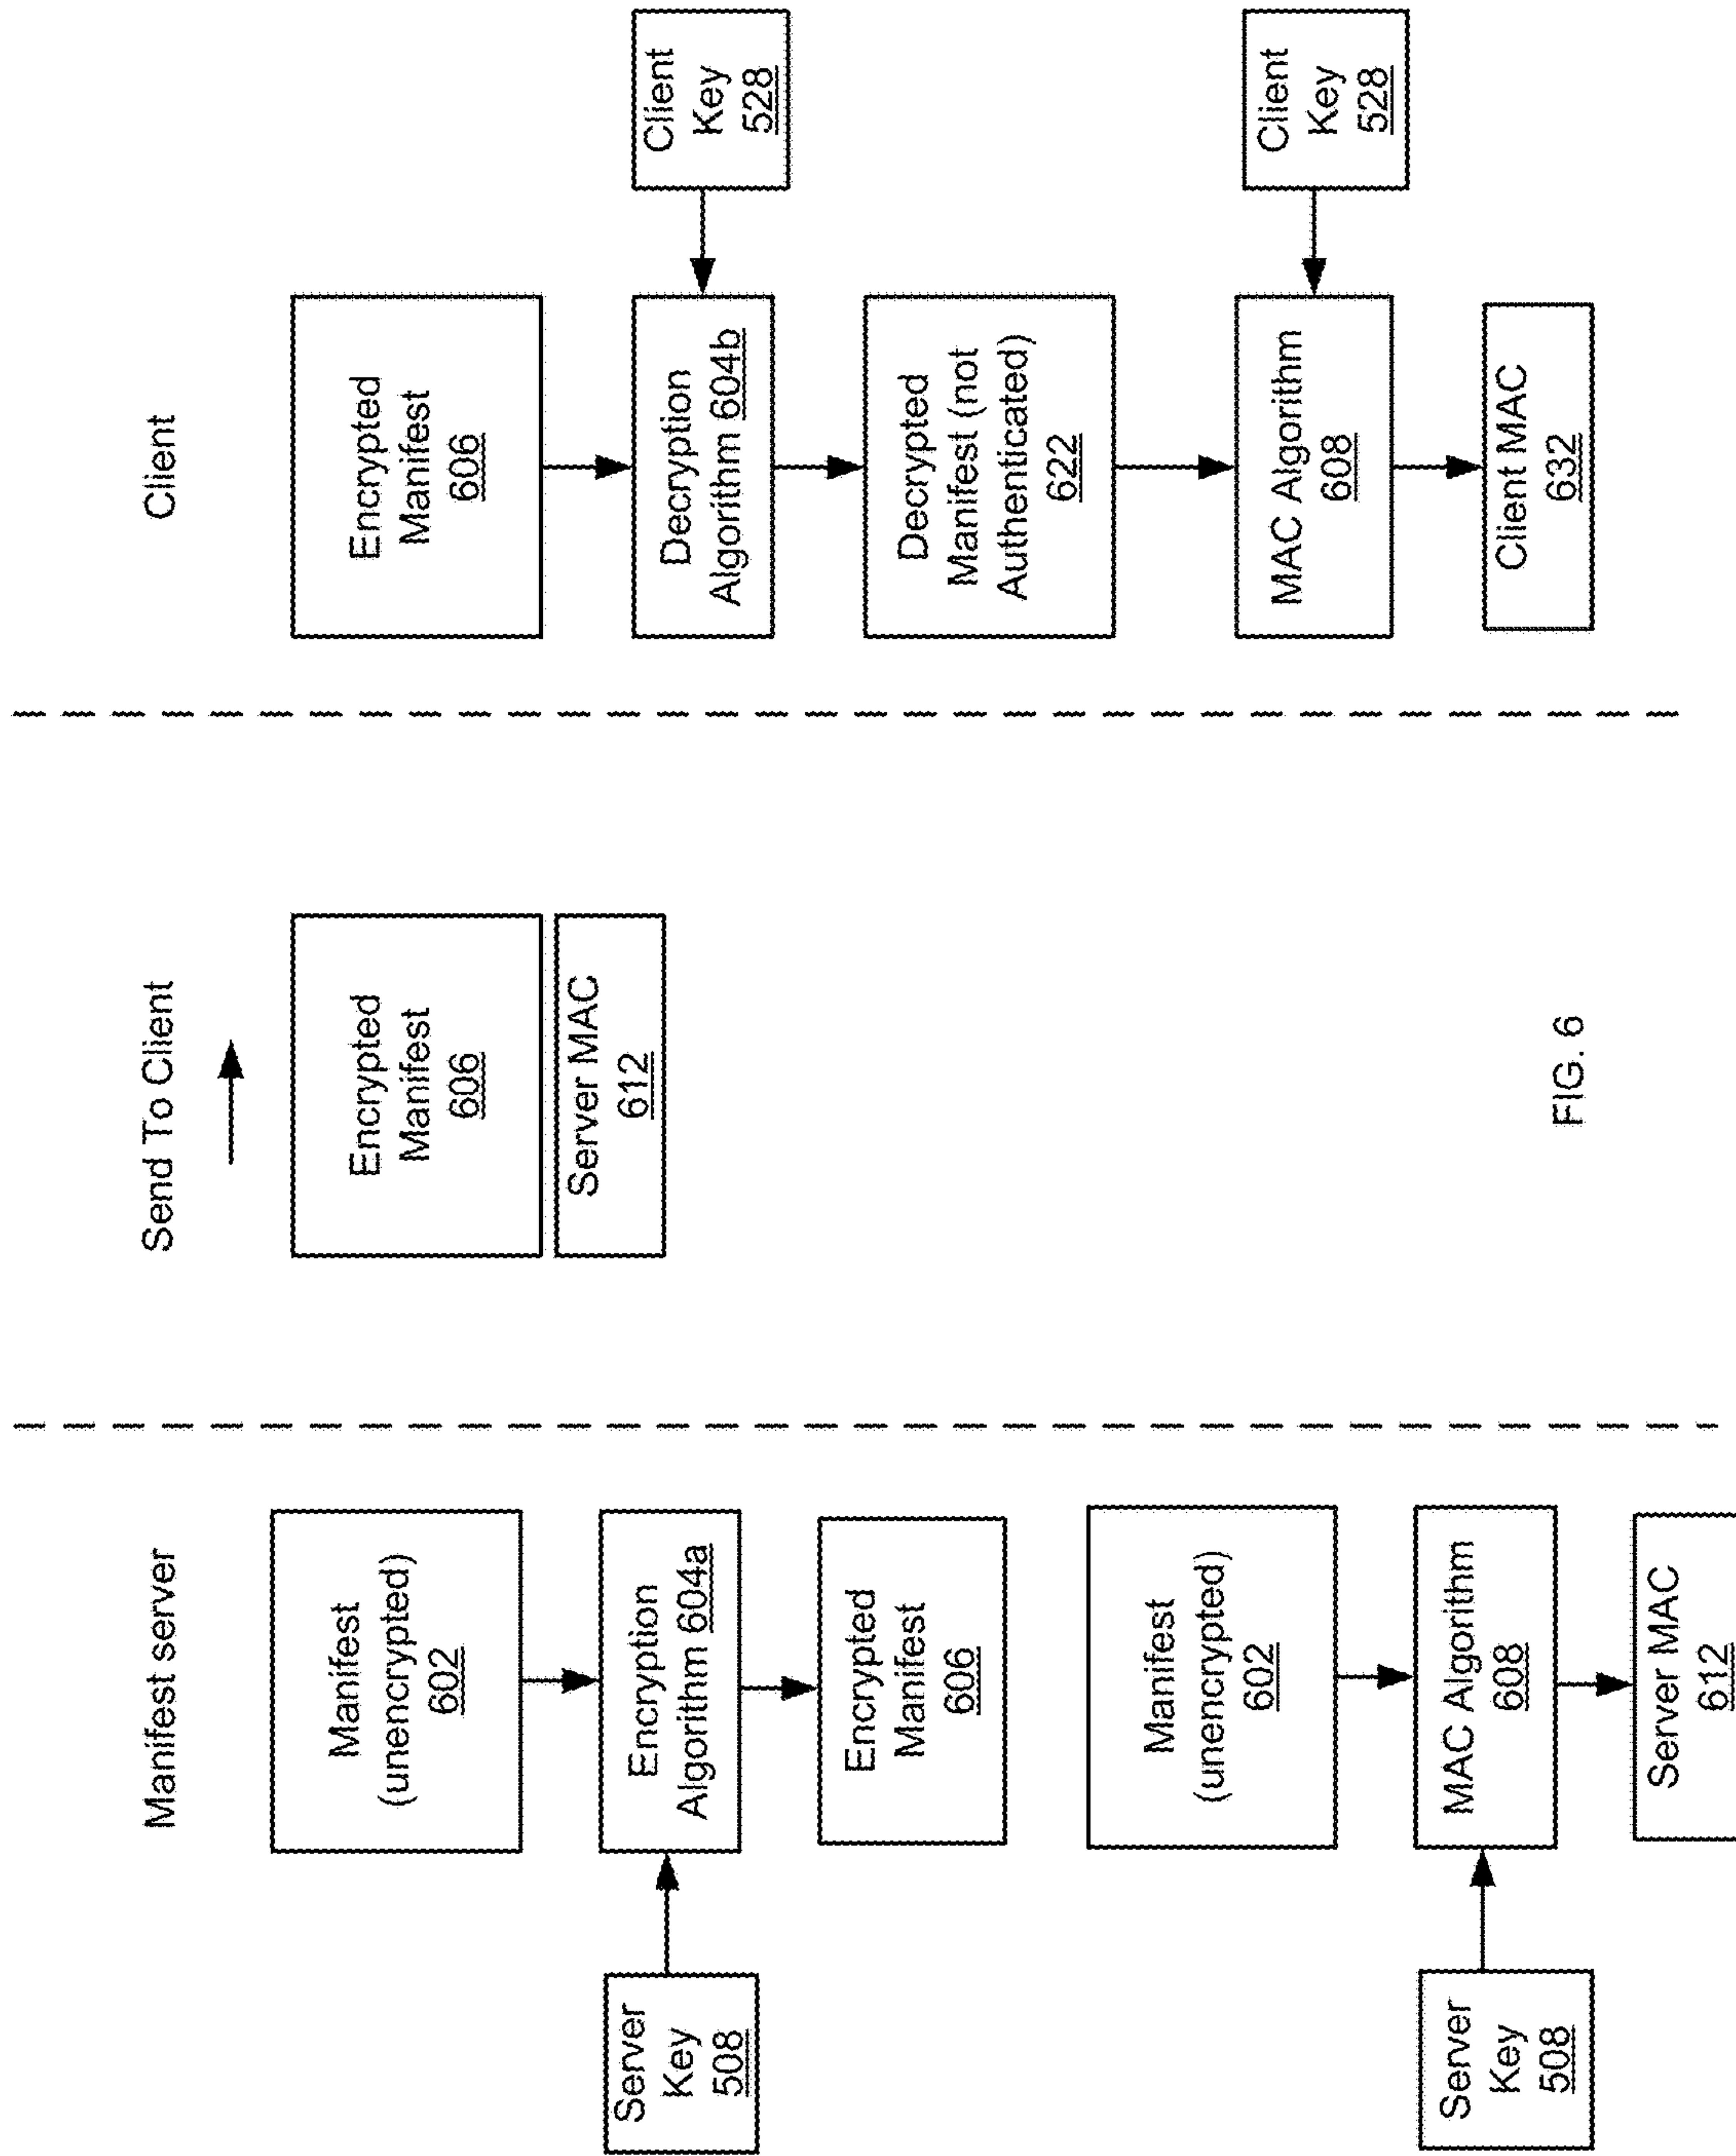 Manifest server
Manifest
(unencrypted)
602
Server
Key
508
Encryption
Algorithm 604a
Encrypted
Manifest
606
Manifest
(unencrypted)
602
Server
Key
508
MAC Algorithm
608
Server MAC
612
Send To Client
Encrypted
Manifest
606
Server MAC
612
Client
Encrypted
Manifest
606
Decryption
Algorithm 604b
Client
Key
528
Decrypted
Manifest (not
Authenticated)
622
MAC Algorithm
608
Client
Key
528
Client MAC
632
FIG. 6